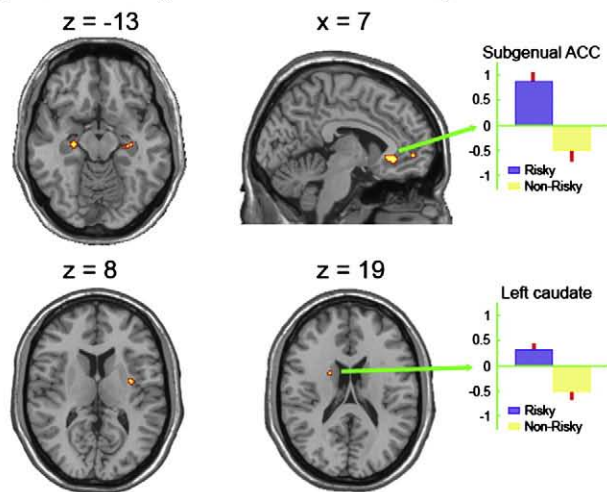 z = -13
x = 7
Subgenual ACC
1
0.5
0
-0.5
-1
Risky
Non-Risky
z = 8
z = 19
Left caudate
1
0.5
0
-0.5
-1
Risky
Non-Risky